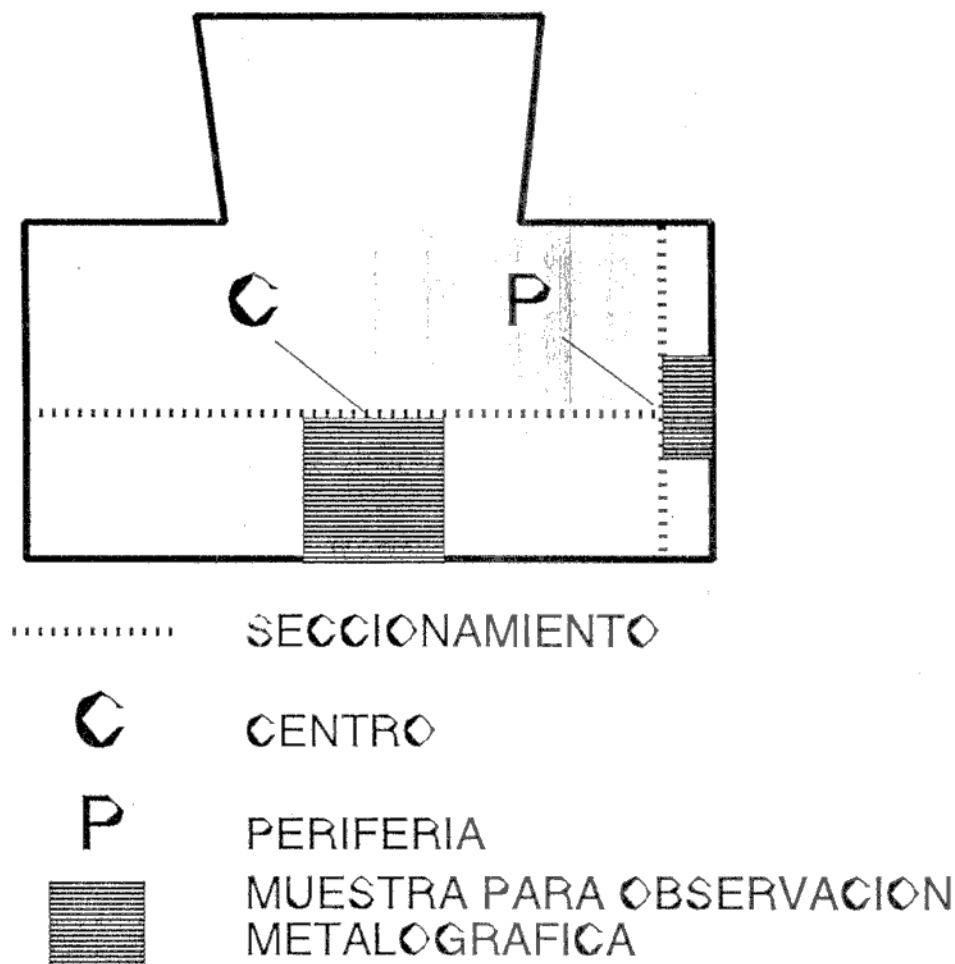 C
P
SECCIONAMIENTO
C CENTRO
P PERIFERIA
MUESTRA PARA OBSERVACION
METALOGRAFICA